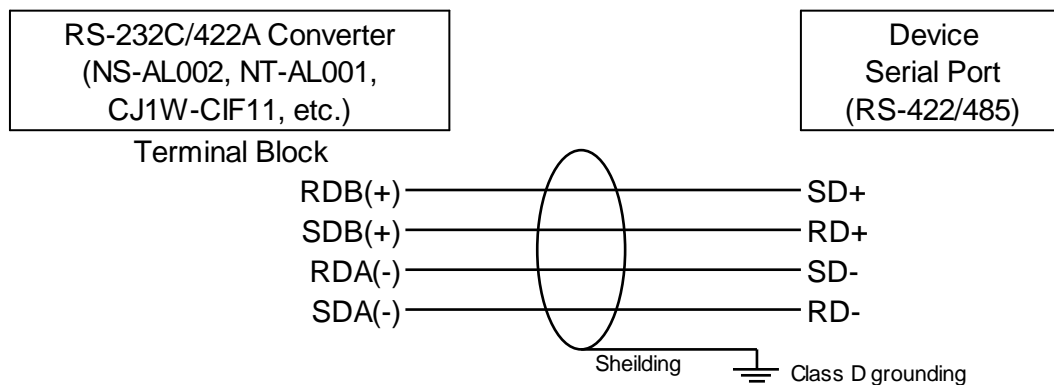 RS-232C/422A Converter
(NS-AL002, NT-AL001,
CJ1W-CIF11, etc.)
Device
Serial Port
(RS-422/485)
Terminal Block
RDB(+) SD+
SDB(+) RD+
RDA(-) SD-
SDA(-) RD-
Sheilding
Class D grounding